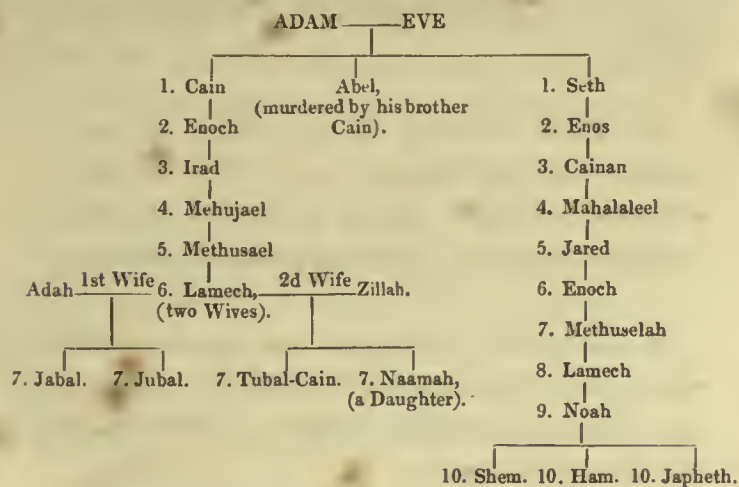 ADAM EVE
1. Cain Abel, 1. Seth
(murdered by his brother
2. Enoch Cain). 2. Enos
3. Irad 3. Cainan
4. Mehujael 4. Mahalaleel
5. Methusael 5. Jared
1st Wife 2d Wife
Adah 6. Lamech, Zillah. 6. Enoch
(two Wives).
7. Methuselah
7. Jabal. 7. Jubal. 7. Tubal-Cain. 7. Naamah, 8. Lamech
(a Daughter).
9. Noah
10. Shem. 10. Ham. 10. Japheth.